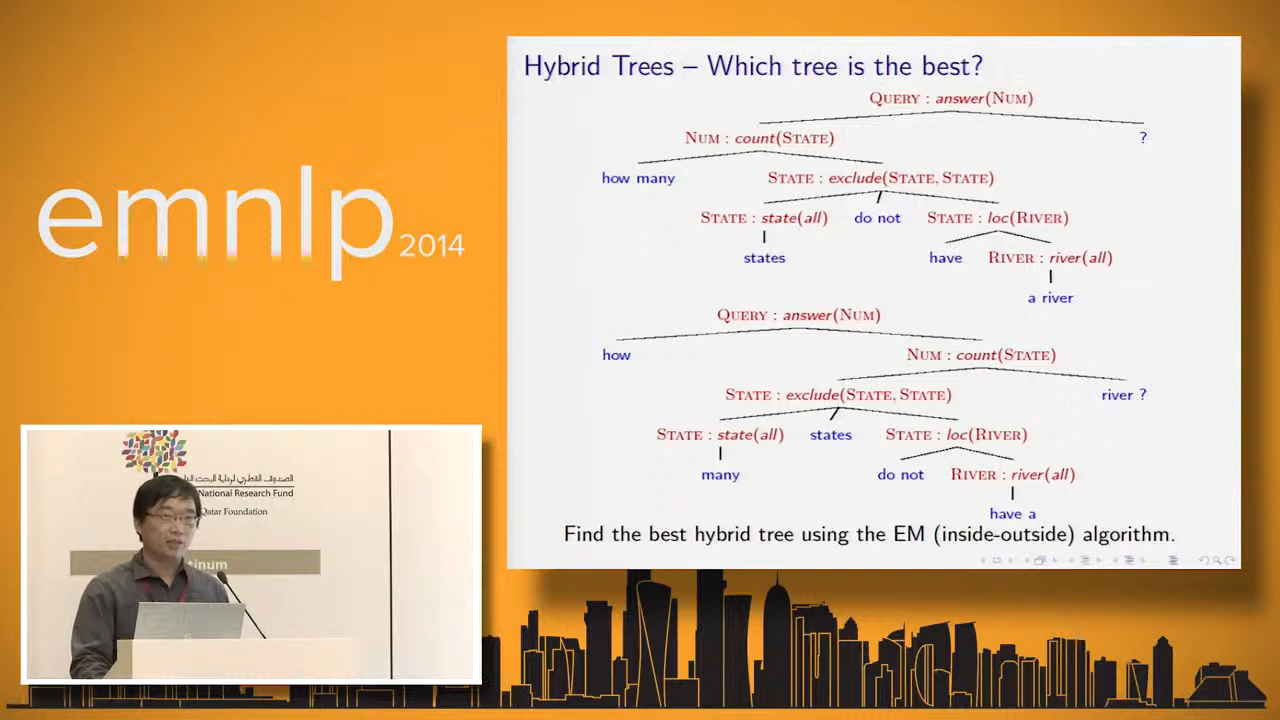 emnlp 2014
Hybrid Trees – Which tree is the best?
QUERY : answer(NUM)
NUM : count(STATE) ?
how many STATE : exclude(STATE, STATE)
STATE : state(all) do not STATE : loc(RIVER)
states have RIVER : river(all)
a river
QUERY : answer(NUM)
how NUM : count(STATE)
STATE : exclude(STATE, STATE) river ?
STATE : state(all) states STATE : loc(RIVER)
many do not RIVER : river(all)
have a
Find the best hybrid tree using the EM (inside-outside) algorithm.
National Research Fund
Qatar Foundation
tinum